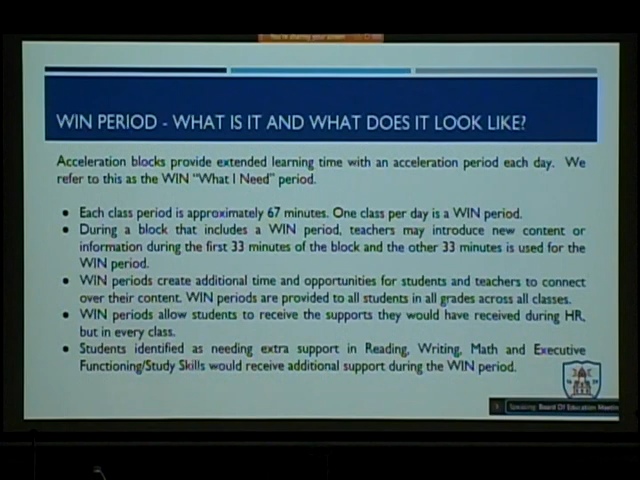 WIN PERIOD - WHAT IS IT AND WHAT DOES IT LOOK LIKE?
Acceleration blocks provide extended learning time with an acceleration period each day. We
refer to this as the WIN “What I Need” period.
• Each class period is approximately 67 minutes. One class per day is a WIN period.
• During a block that includes a WIN period, teachers may introduce new content or
information during the first 33 minutes of the block and the other 33 minutes is used for the
WIN period.
• WIN periods create additional time and opportunities for students and teachers to connect
over their content. WIN periods are provided to all students in all grades across all classes.
• WIN periods allow students to receive the supports they would have received during HR,
but in every class.
• Students identified as needing extra support in Reading, Writing, Math and Executive
Functioning/Study Skills would receive additional support during the WIN period.
Speaking: Board Of Education Meeting